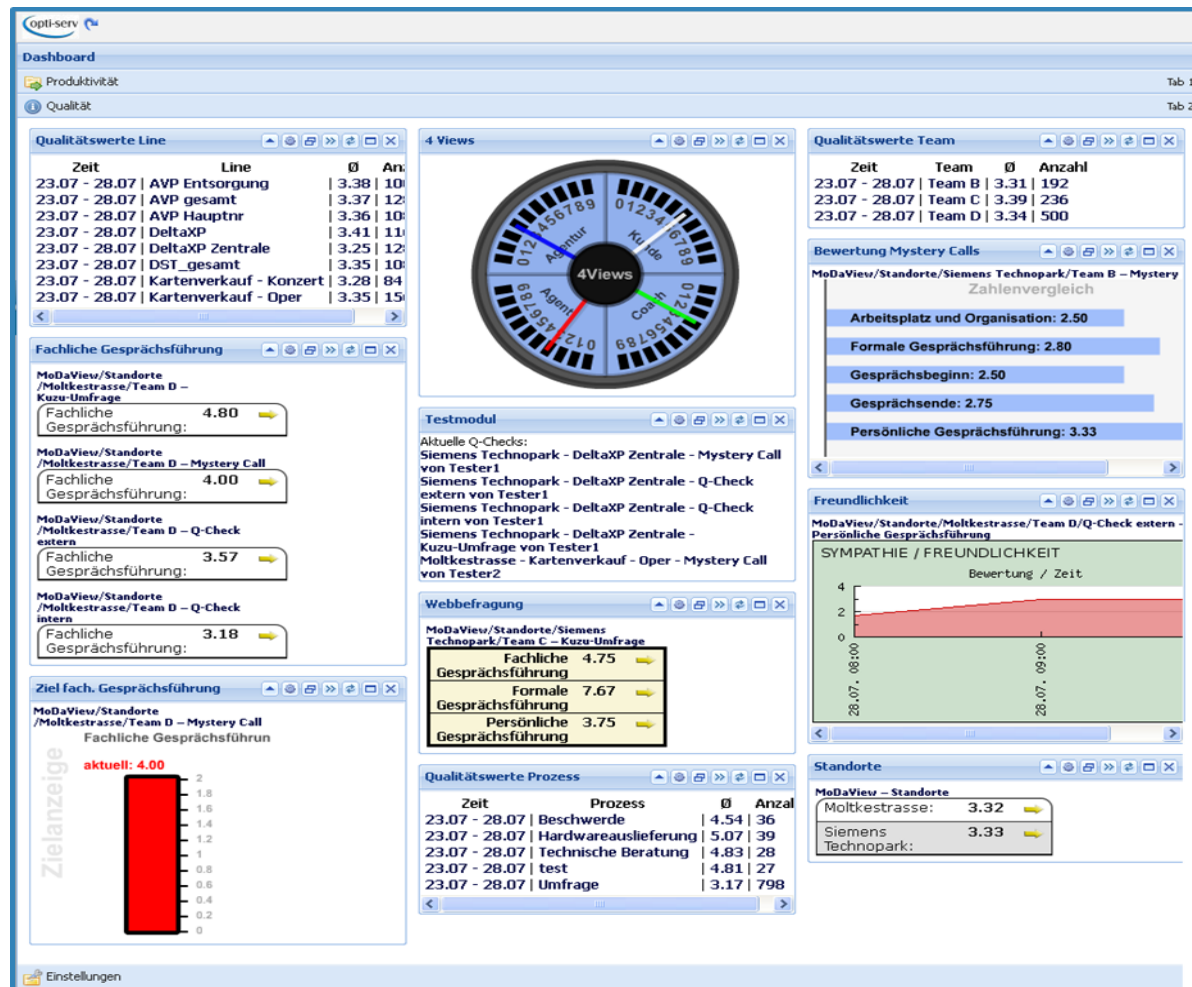 opti-serv
Dashboard
Produktivität
Tab 1
Qualität
Tab 2
Qualitätswerte Line
Zeit Line Ø An
23.07 - 28.07 | AVP Entsorgung | 3.38 | 10
23.07 - 28.07 | AVP gesamt | 3.37 | 12
23.07 - 28.07 | AVP Hauptnr | 3.36 | 10
23.07 - 28.07 | DeltaXP | 3.41 | 11
23.07 - 28.07 | DeltaXP Zentrale | 3.25 | 12
23.07 - 28.07 | DST_gesamt | 3.35 | 10
23.07 - 28.07 | Kartenverkauf - Konzert | 3.28 | 84
23.07 - 28.07 | Kartenverkauf - Oper | 3.35 | 15
Fachliche Gesprächsführung
MoDaView/Standorte
/Moltkestrasse/Team D –
Kuzu-Umfrage
Fachliche 4.80
Gesprächsführung:
MoDaView/Standorte
/Moltkestrasse/Team D – Mystery Call
Fachliche 4.00
Gesprächsführung:
MoDaView/Standorte
/Moltkestrasse/Team D – Q-Check
extern
Fachliche 3.57
Gesprächsführung:
MoDaView/Standorte
/Moltkestrasse/Team D – Q-Check
intern
Fachliche 3.18
Gesprächsführung:
Ziel fach. Gesprächsführung
MoDaView/Standorte
/Moltkestrasse/Team D – Mystery Call
Fachliche Gesprächsführun
Zielanzeige
aktuell: 4.00
2
1.8
1.6
1.4
1.2
1
0.8
0.6
0.4
0.2
0
4 Views
0123456789
Agentur
0123456789
Kunde
4Views
0123456789
Agent
0123456789
Coach
Testmodul
Aktuelle Q-Checks:
Siemens Technopark - DeltaXP Zentrale - Mystery Call
von Tester1
Siemens Technopark - DeltaXP Zentrale - Q-Check
extern von Tester1
Siemens Technopark - DeltaXP Zentrale - Q-Check
intern von Tester1
Siemens Technopark - DeltaXP Zentrale -
Kuzu-Umfrage von Tester1
Moltkestrasse - Kartenverkauf - Oper - Mystery Call
von Tester2
Webbefragung
MoDaView/Standorte/Siemens
Technopark/Team C – Kuzu-Umfrage
Fachliche 4.75
Gesprächsführung
Formale 7.67
Gesprächsführung
Persönliche 3.75
Gesprächsführung
Qualitätswerte Prozess
Zeit Prozess Ø Anzal
23.07 - 28.07 | Beschwerde | 4.54 | 36
23.07 - 28.07 | Hardwareauslieferung | 5.07 | 39
23.07 - 28.07 | Technische Beratung | 4.83 | 28
23.07 - 28.07 | test | 4.81 | 27
23.07 - 28.07 | Umfrage | 3.17 | 798
Qualitätswerte Team
Zeit Team Ø Anzahl
23.07 - 28.07 | Team B | 3.31 | 192
23.07 - 28.07 | Team C | 3.39 | 236
23.07 - 28.07 | Team D | 3.34 | 500
Bewertung Mystery Calls
MoDaView/Standorte/Siemens Technopark/Team B – Mystery
Zahlenvergleich
Arbeitsplatz und Organisation: 2.50
Formale Gesprächsführung: 2.80
Gesprächsbeginn: 2.50
Gesprächsende: 2.75
Persönliche Gesprächsführung: 3.33
Freundlichkeit
MoDaView/Standorte/Moltkestrasse/Team D/Q-Check extern -
Persönliche Gesprächsführung
SYMPATHIE / FREUNDLICHKEIT
Bewertung / Zeit
4
2
0
28.07. 08:00
28.07. 09:00
Standorte
MoDaView – Standorte
Moltkestrasse: 3.32
Siemens 3.33
Technopark:
Einstellungen